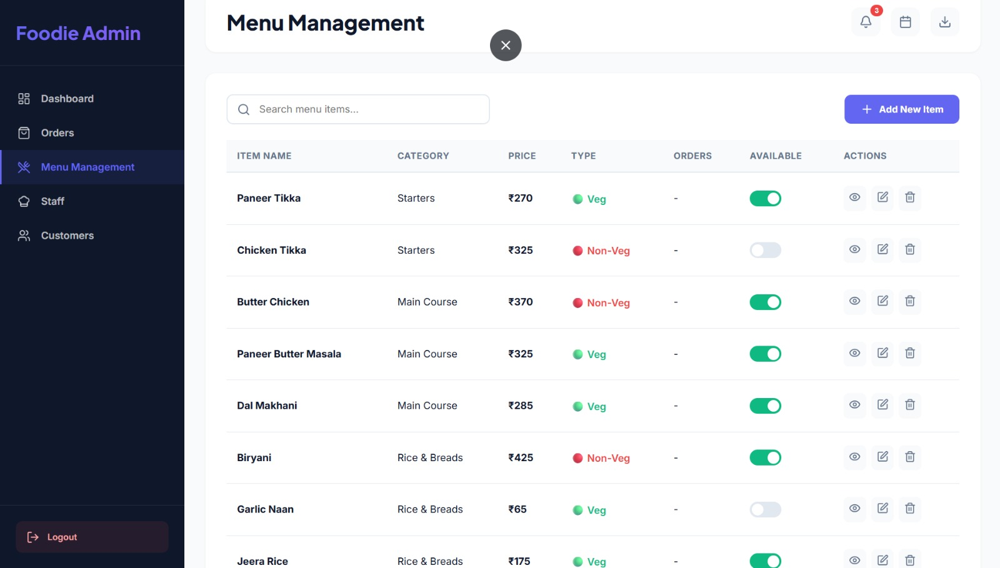 Foodie Admin
Dashboard
Orders
Menu Management
Staff
Customers
Logout
Menu Management
3
Search menu items...
Add New Item
ITEM NAME CATEGORY PRICE TYPE ORDERS AVAILABLE ACTIONS
Paneer Tikka Starters ₹270 Veg -
Chicken Tikka Starters ₹325 Non-Veg -
Butter Chicken Main Course ₹370 Non-Veg -
Paneer Butter Masala Main Course ₹325 Veg -
Dal Makhani Main Course ₹285 Veg -
Biryani Rice & Breads ₹425 Non-Veg -
Garlic Naan Rice & Breads ₹65 Veg -
Jeera Rice Rice & Breads ₹175 Veg -